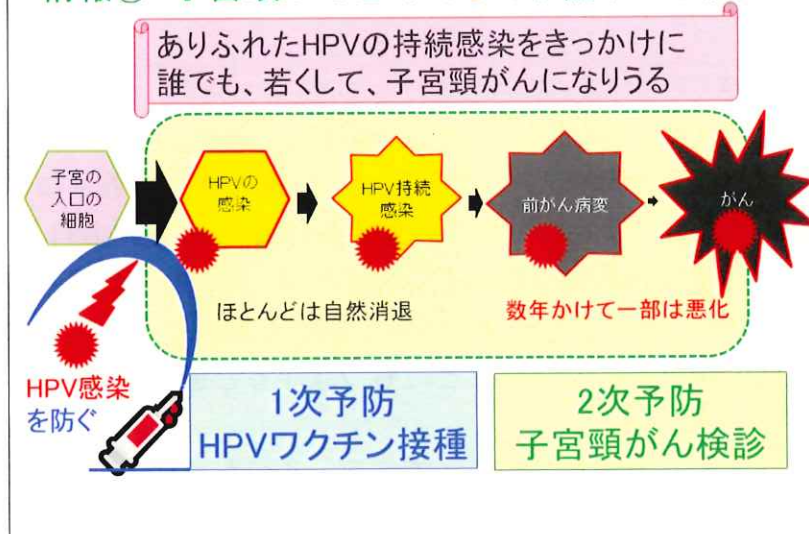 ありふれたHPVの持続感染をきっかけに
誰でも、若くして、子宮頸がんになりうる
子宮の
入口の
細胞
HPVの
感染
HPV持続
感染
前がん病変
がん
ほとんどは自然消退
数年かけて一部は悪化
HPV感染
を防ぐ
1次予防
HPVワクチン接種
2次予防
子宮頸がん検診